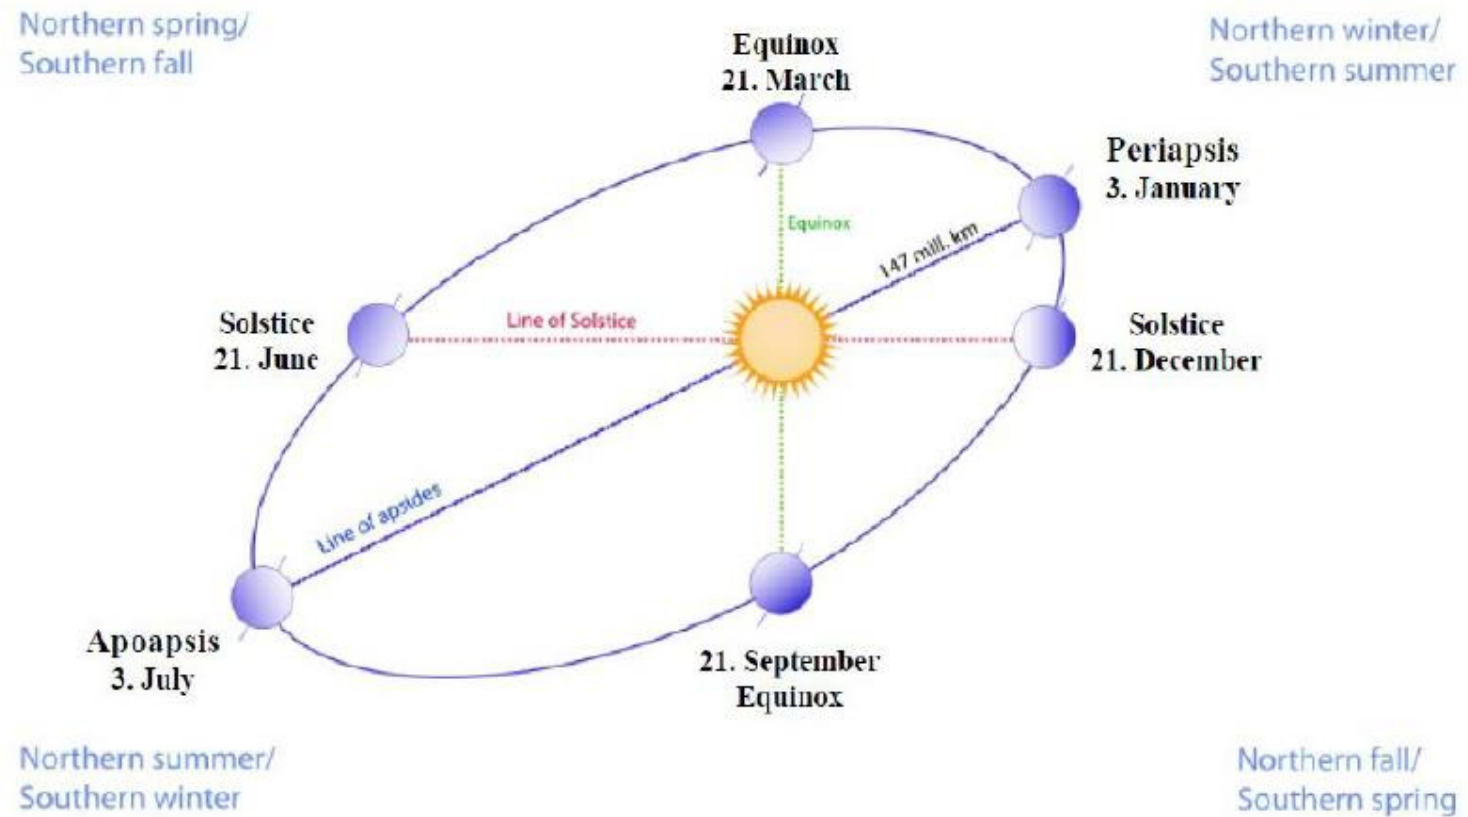 Northern spring/
Southern fall
Equinox
21. March
Northern winter/
Southern summer
Periapsis
3. January
Equinox
147 mill. km
Solstice
21. June
Line of Solstice
Solstice
21. December
Line of apsides
Apoapsis
3. July
21. September
Equinox
Northern summer/
Southern winter
Northern fall/
Southern spring